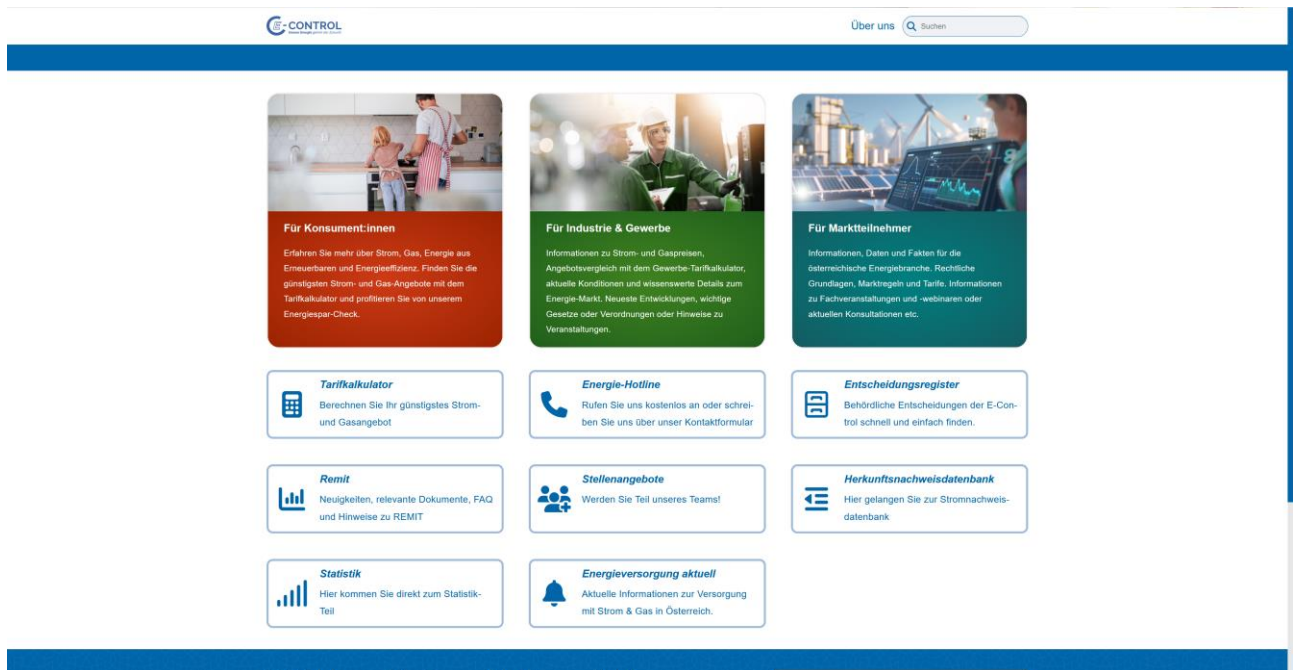 E-CONTROL
Über uns
Suchen
Für Konsument:innen
Erfahren Sie mehr über Strom, Gas, Energie aus
Erneuerbaren und Energieeffizienz. Finden Sie die
günstigsten Strom- und Gas-Angebote mit dem
Tarifkalkulator und profitieren Sie von unserem
Energiespar-Check.
Für Industrie & Gewerbe
Informationen zu Strom- und Gaspreisen,
Angebotsvergleich mit dem Gewerbe-Tarifkalkulator,
aktuelle Konditionen und wissenswerte Details zum
Energie-Markt. Neueste Entwicklungen, wichtige
Gesetze oder Verordnungen oder Hinweise zu
Veranstaltungen.
Für Marktteilnehmer
Informationen, Daten und Fakten für die
österreichische Energiebranche. Rechtliche
Grundlagen, Marktregeln und Tarife. Informationen
zu Fachveranstaltungen und -webinaren oder
aktuellen Konsultationen etc.
Tarifkalkulator
Berechnen Sie Ihr günstigstes Strom-
und Gasangebot
Energie-Hotline
Rufen Sie uns kostenlos an oder schrei-
ben Sie uns über unser Kontaktformular
Entscheidungsregister
Behördliche Entscheidungen der E-Con-
trol schnell und einfach finden.
Remit
Neuigkeiten, relevante Dokumente, FAQ
und Hinweise zu REMIT
Stellenangebote
Werden Sie Teil unseres Teams!
Herkunftsnachweisdatenbank
Hier gelangen Sie zur Stromnachweis-
datenbank
Statistik
Hier kommen Sie direkt zum Statistik-
Teil
Energieversorgung aktuell
Aktuelle Informationen zur Versorgung
mit Strom & Gas in Österreich.